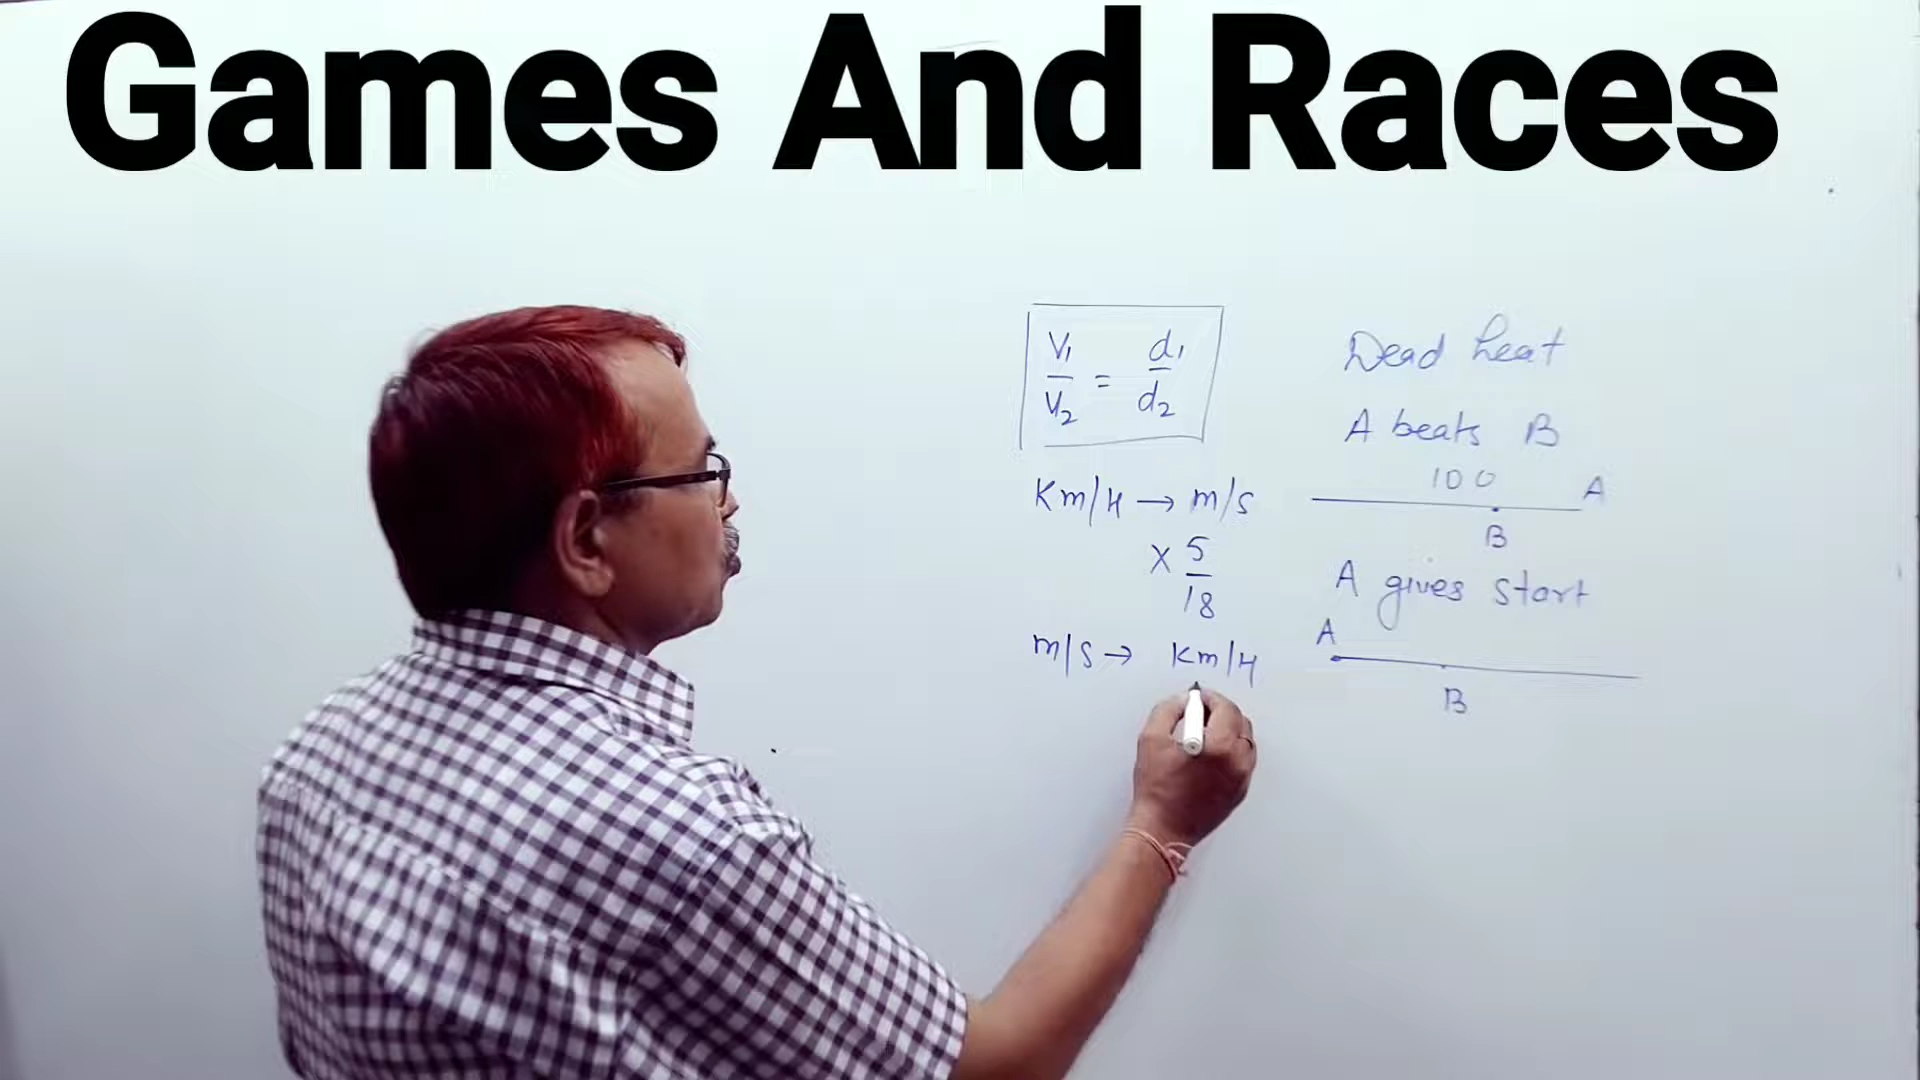 Games And Races
V1/V2 = d1/d2
Km/H → m/s
× 5/18
m/s → Km/H
Dead heat
A beats B
100 A
B
A gives start
A
B